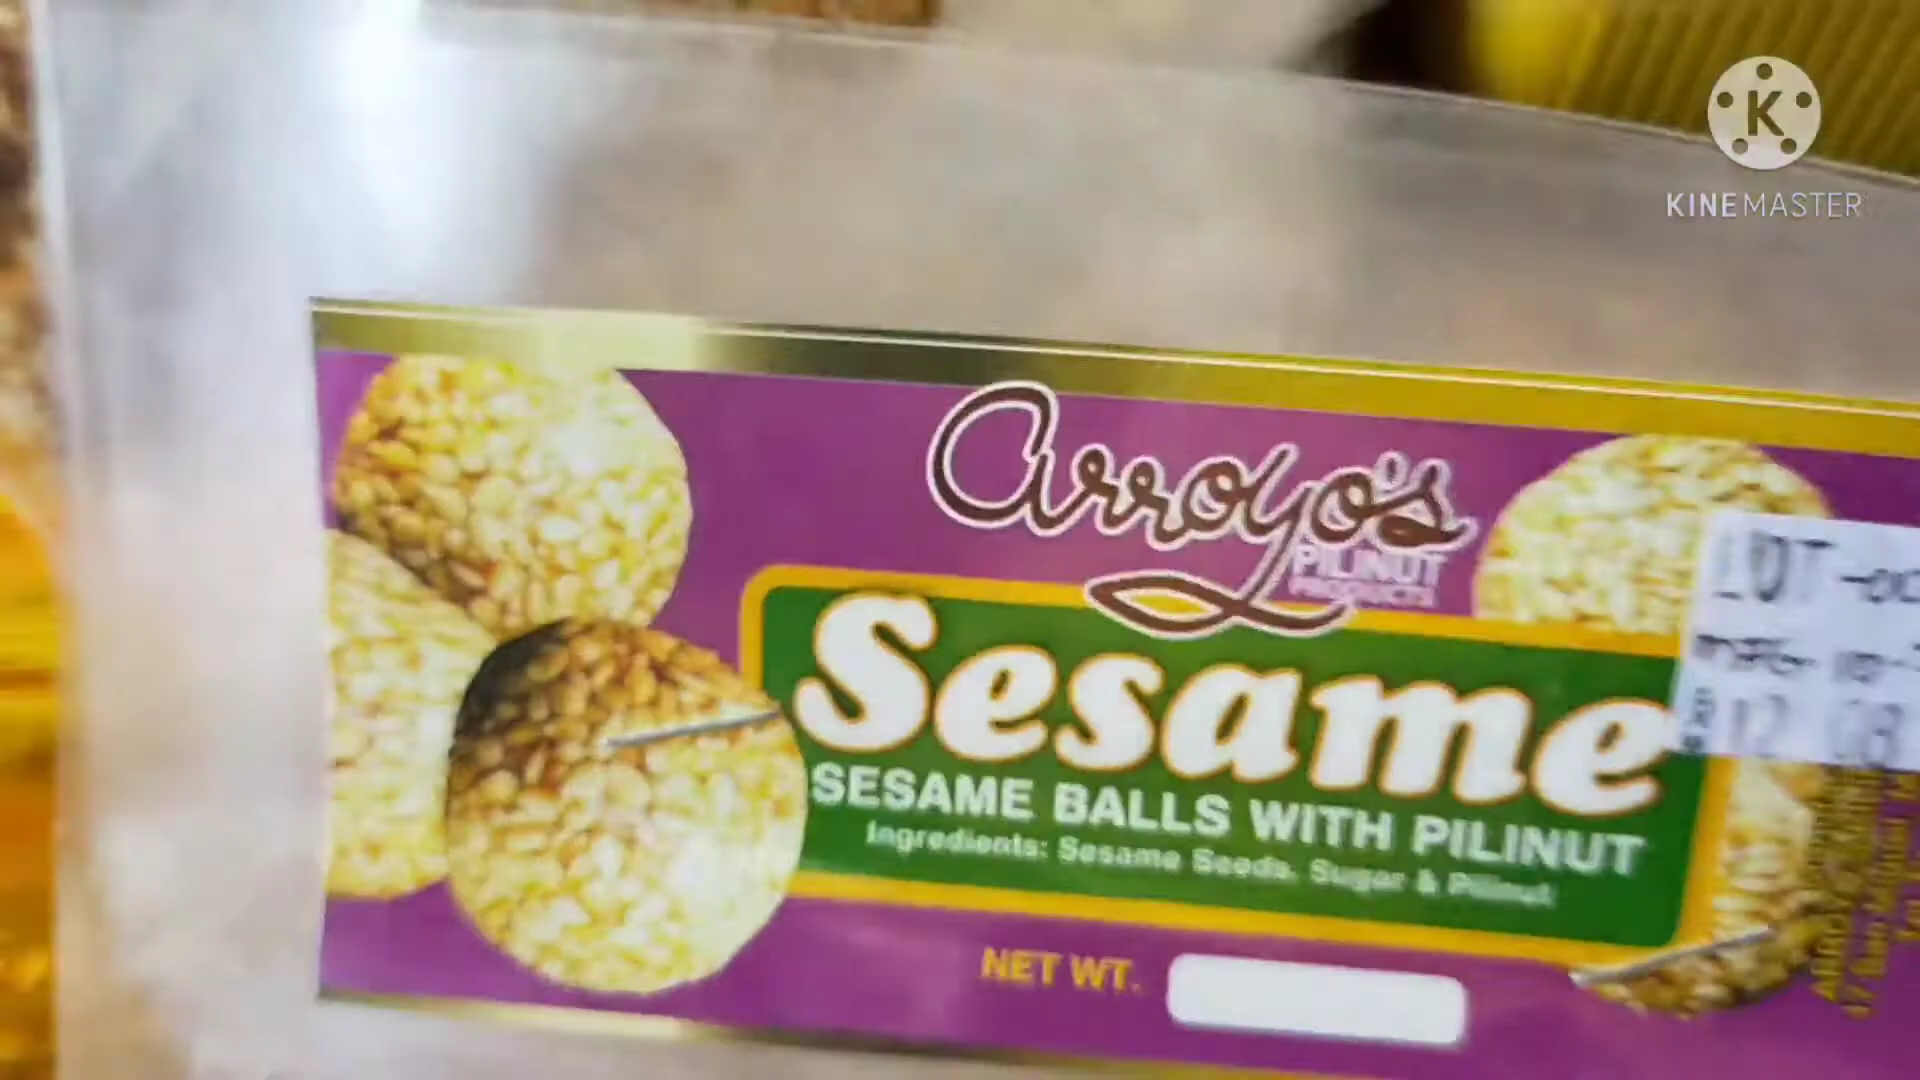 K
KINEMASTER
Arroyo's
PILINUT
PRODUCTS
Sesame
SESAME BALLS WITH PILINUT
Ingredients: Sesame Seeds, Sugar & Pilinut
NET WT.
LOT